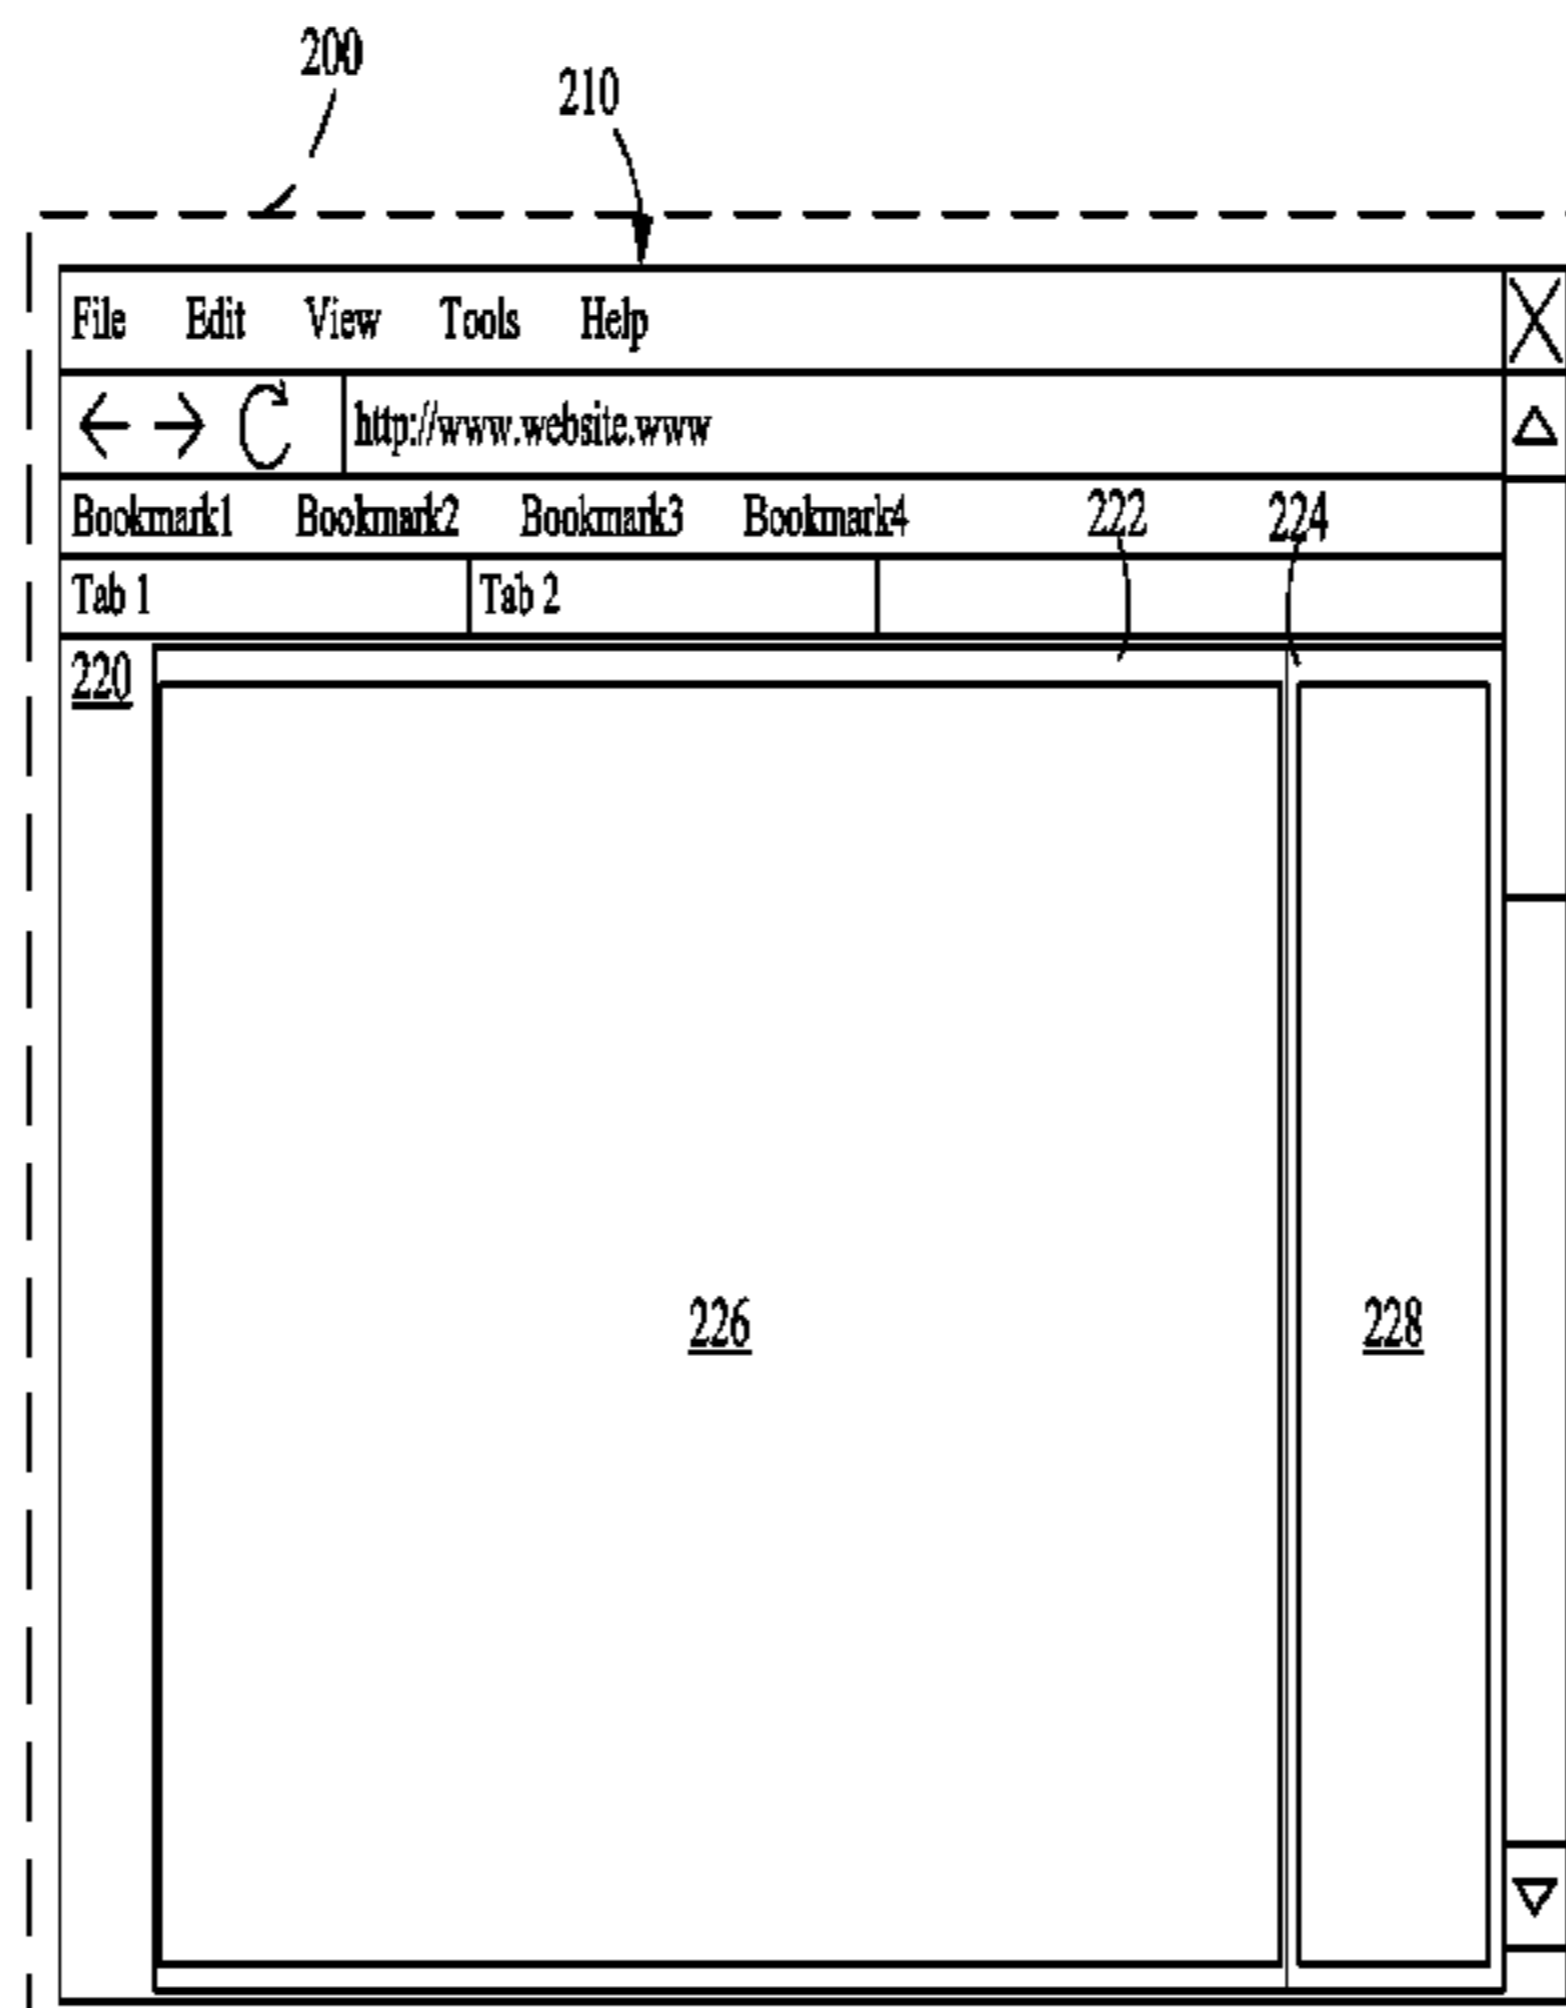 200
210
File Edit View Tools Help
http://www.website.www
Bookmark1 Bookmark2 Bookmark3 Bookmark4 222 224
Tab 1 Tab 2
220
226 228